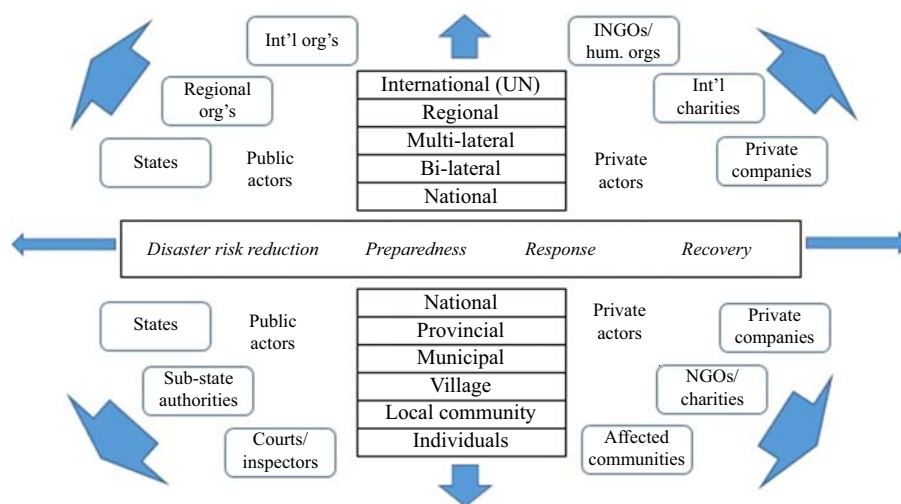 Int'l org's
INGOs/
hum. orgs
Regional
org's
International (UN)
Regional
Multi-lateral
Bi-lateral
National
Int'l
charities
States
Public
actors
Private
actors
Private
companies
Disaster risk reduction Preparedness Response Recovery
States
Public
actors
National
Provincial
Municipal
Village
Local community
Individuals
Private
actors
Private
companies
Sub-state
authorities
NGOs/
charities
Courts/
inspectors
Affected
communities